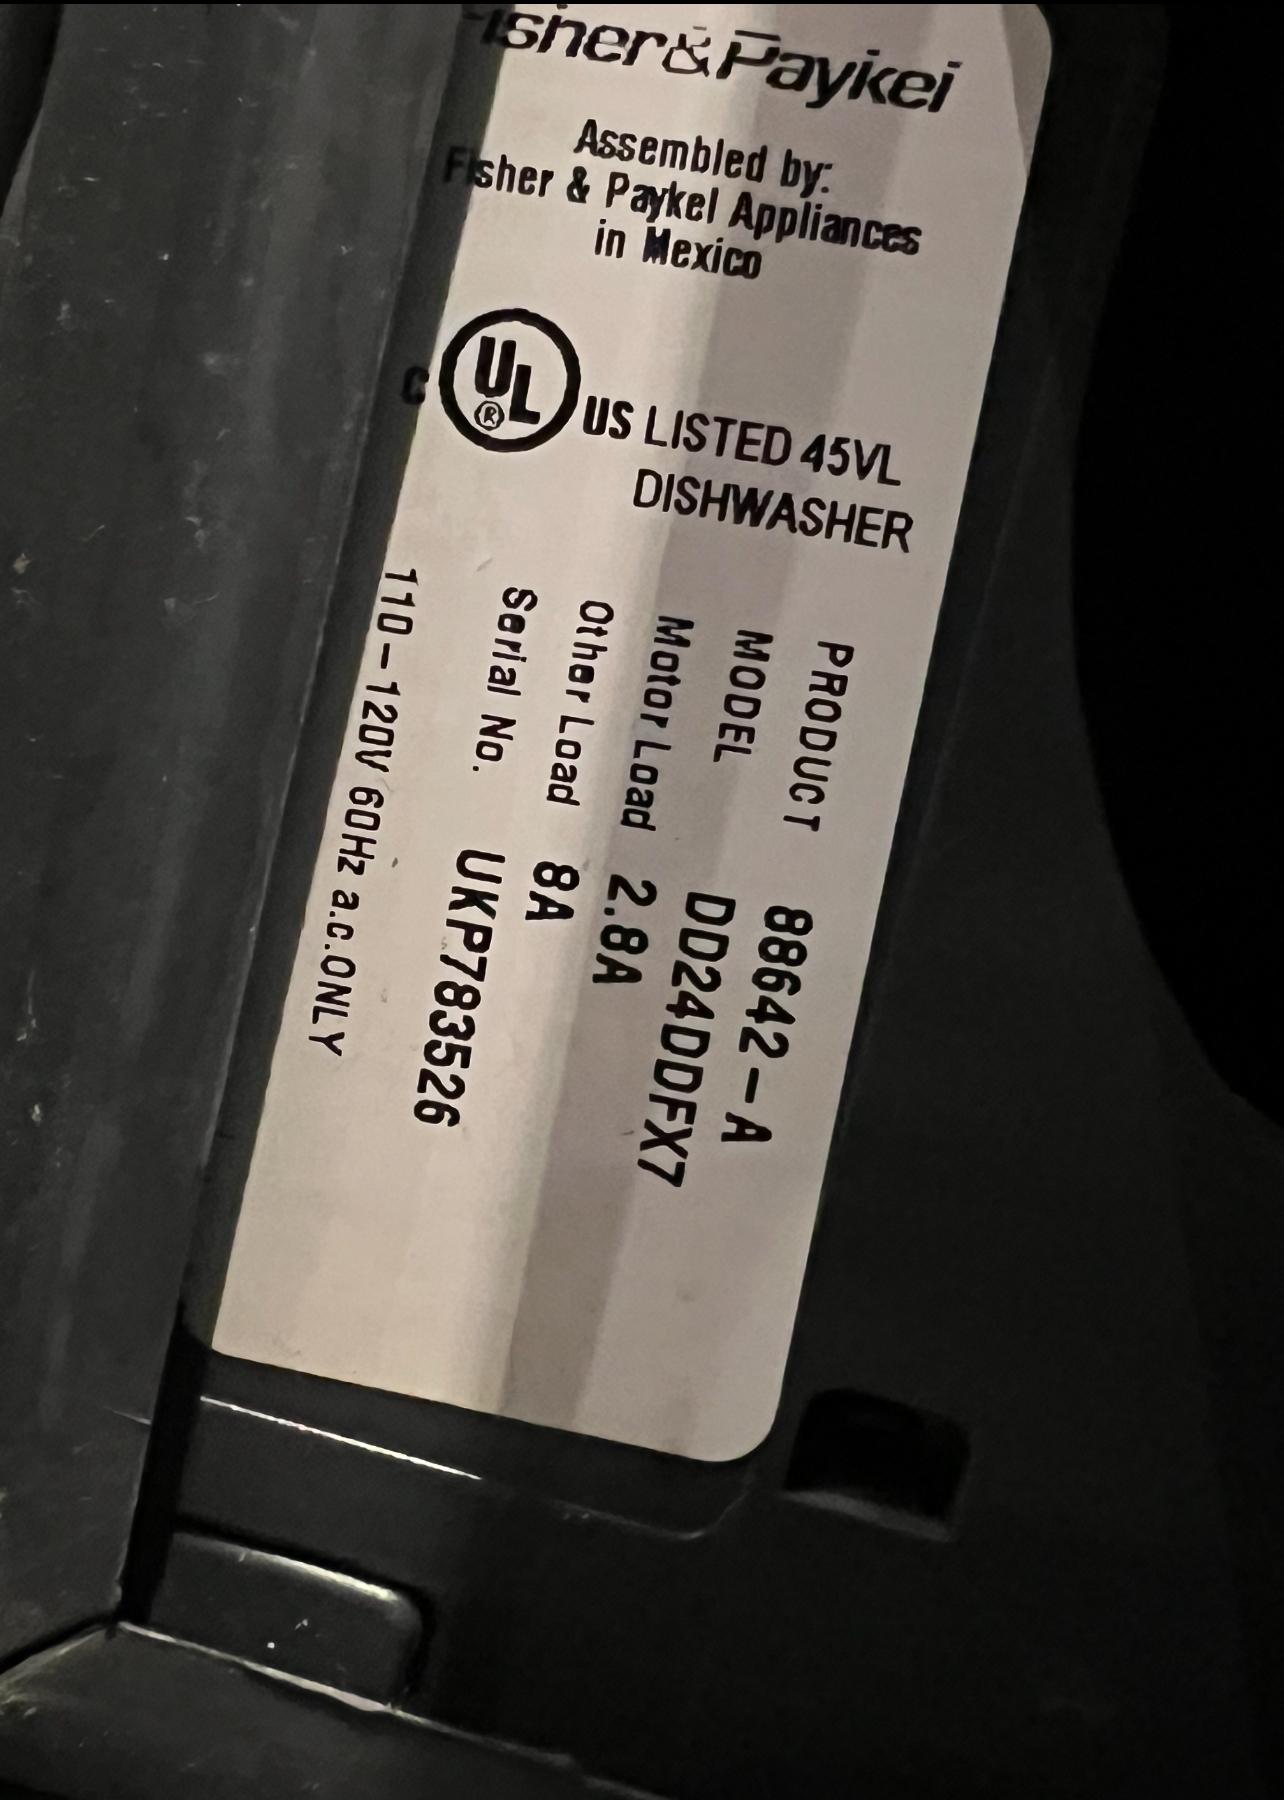 Fisher & Paykel
Assembled by:
Fisher & Paykel Appliances
in Mexico
C UL ® US LISTED 45VL
DISHWASHER
PRODUCT 88642-A
MODEL DD24DDFX7
Motor Load 2.8A
Other Load 8A
Serial No. UKP783526
110-120V 60Hz a.c.ONLY